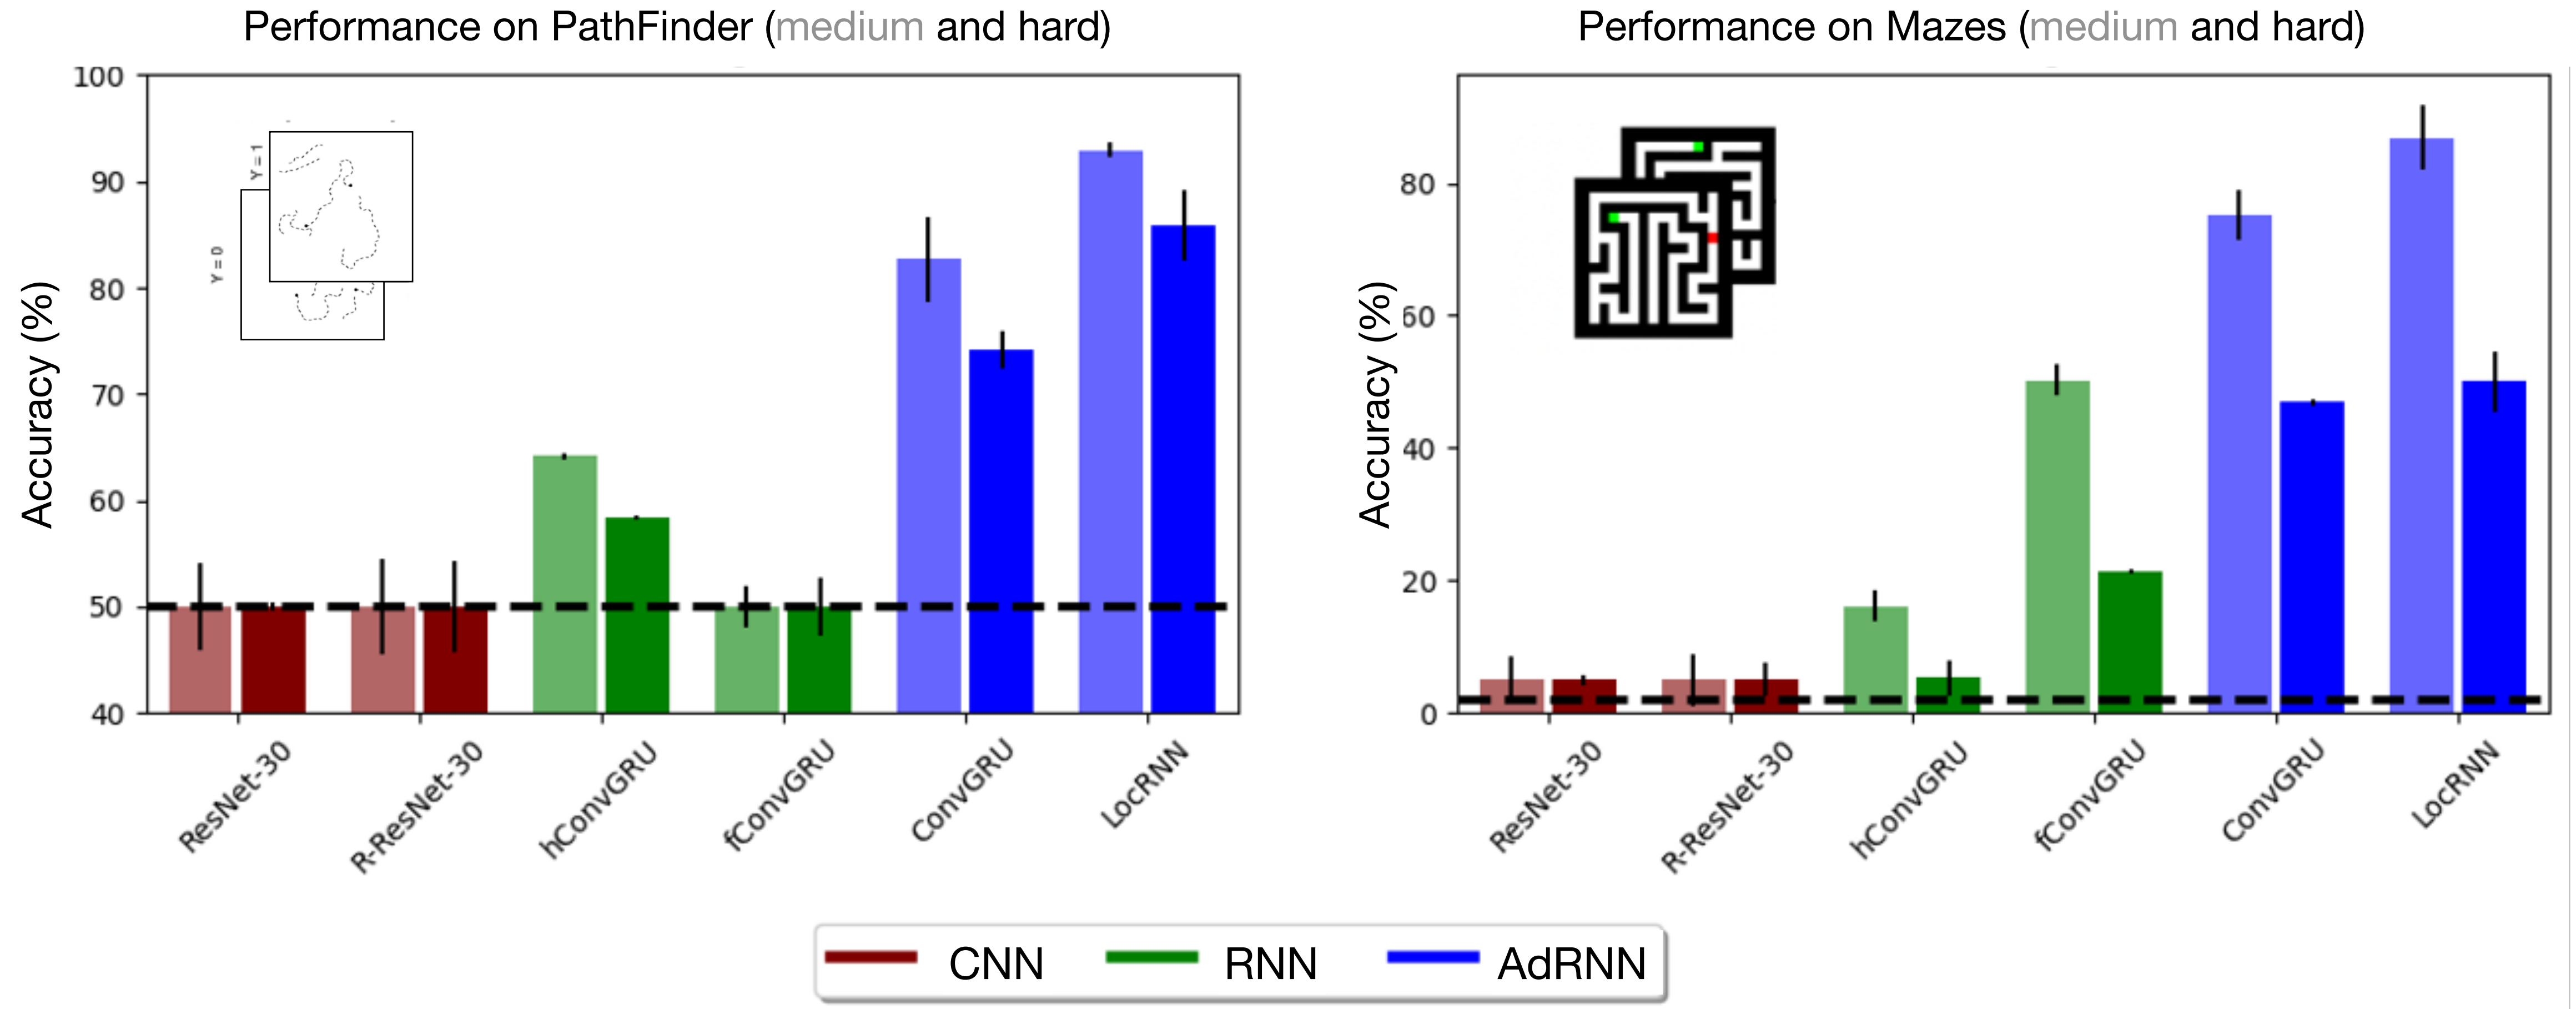 Performance on PathFinder (medium and hard)
100
90
80
70
60
50
40
Accuracy (%)
Y = 1
Y = 0
ResNet-30
R-ResNet-30
hConvGRU
fConvGRU
ConvGRU
LocRNN
Performance on Mazes (medium and hard)
80
60
40
20
0
Accuracy (%)
ResNet-30
R-ResNet-30
hConvGRU
fConvGRU
ConvGRU
LocRNN
CNN
RNN
AdRNN